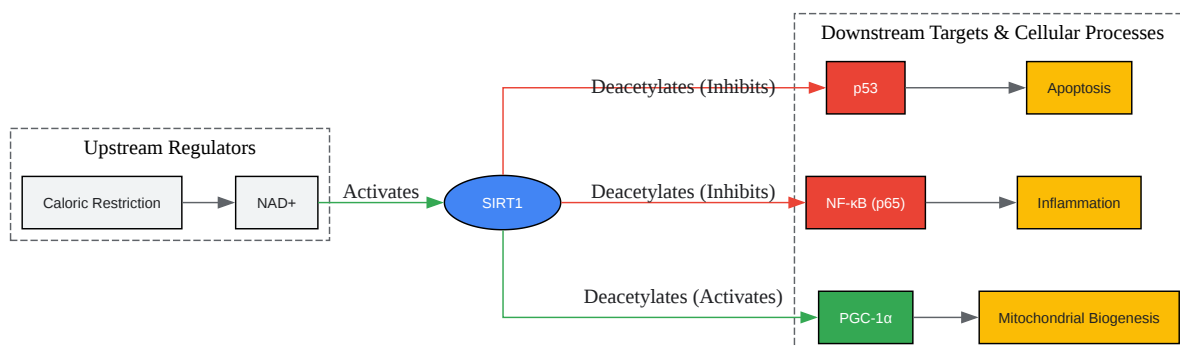 Downstream Targets & Cellular Processes
Deacetylates (Inhibits)
p53
Apoptosis
Upstream Regulators
Caloric Restriction
NAD+
Activates
SIRT1
Deacetylates (Inhibits)
NF-κB (p65)
Inflammation
Deacetylates (Activates)
PGC-1α
Mitochondrial Biogenesis